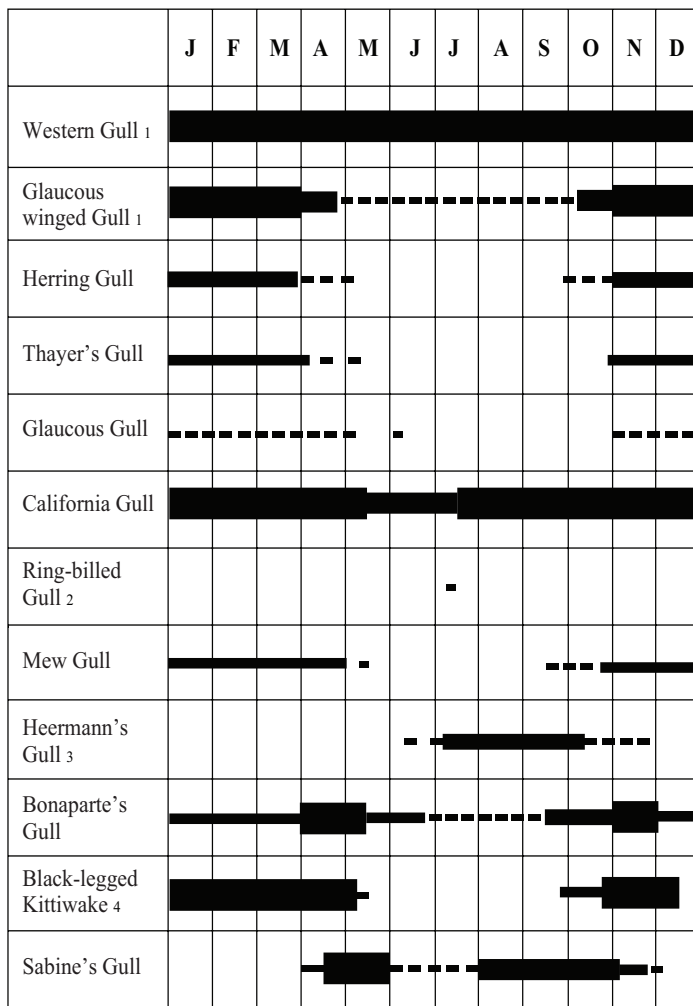 J F M A M J J A S O N D
Western Gull 1
Glaucous
winged Gull 1
Herring Gull
Thayer’s Gull
Glaucous Gull
California Gull
Ring-billed
Gull 2
Mew Gull
Heermann’s
Gull 3
Bonaparte’s
Gull
Black-legged
Kittiwake 4
Sabine’s Gull